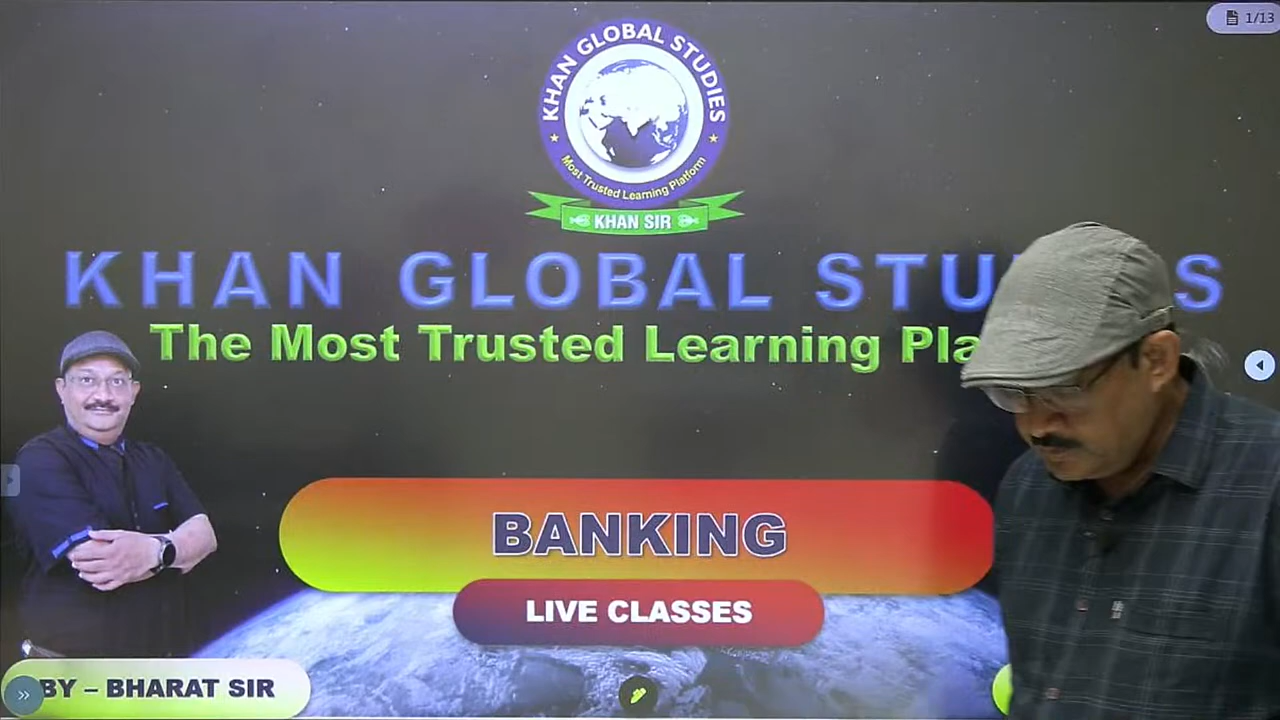 1/13
KHAN GLOBAL STUDIES
Most Trusted Learning Platform
KHAN SIR
KHAN GLOBAL STU S
The Most Trusted Learning Pla
BANKING
LIVE CLASSES
BY – BHARAT SIR